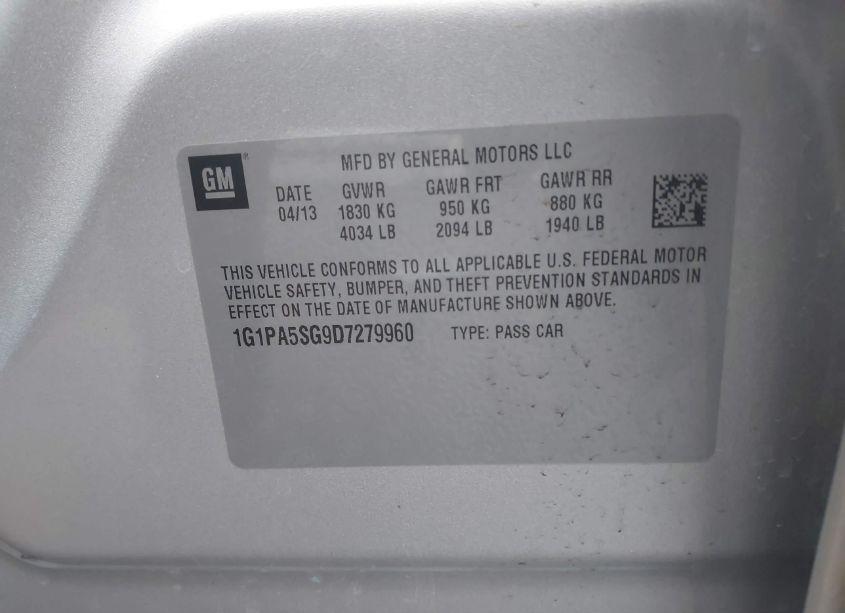 GM
MFD BY GENERAL MOTORS LLC
DATE GVWR GAWR FRT GAWR RR
04/13 1830 KG 950 KG 880 KG
4034 LB 2094 LB 1940 LB
THIS VEHICLE CONFORMS TO ALL APPLICABLE U.S. FEDERAL MOTOR
VEHICLE SAFETY, BUMPER, AND THEFT PREVENTION STANDARDS IN
EFFECT ON THE DATE OF MANUFACTURE SHOWN ABOVE.
1G1PA5SG9D7279960 TYPE: PASS CAR